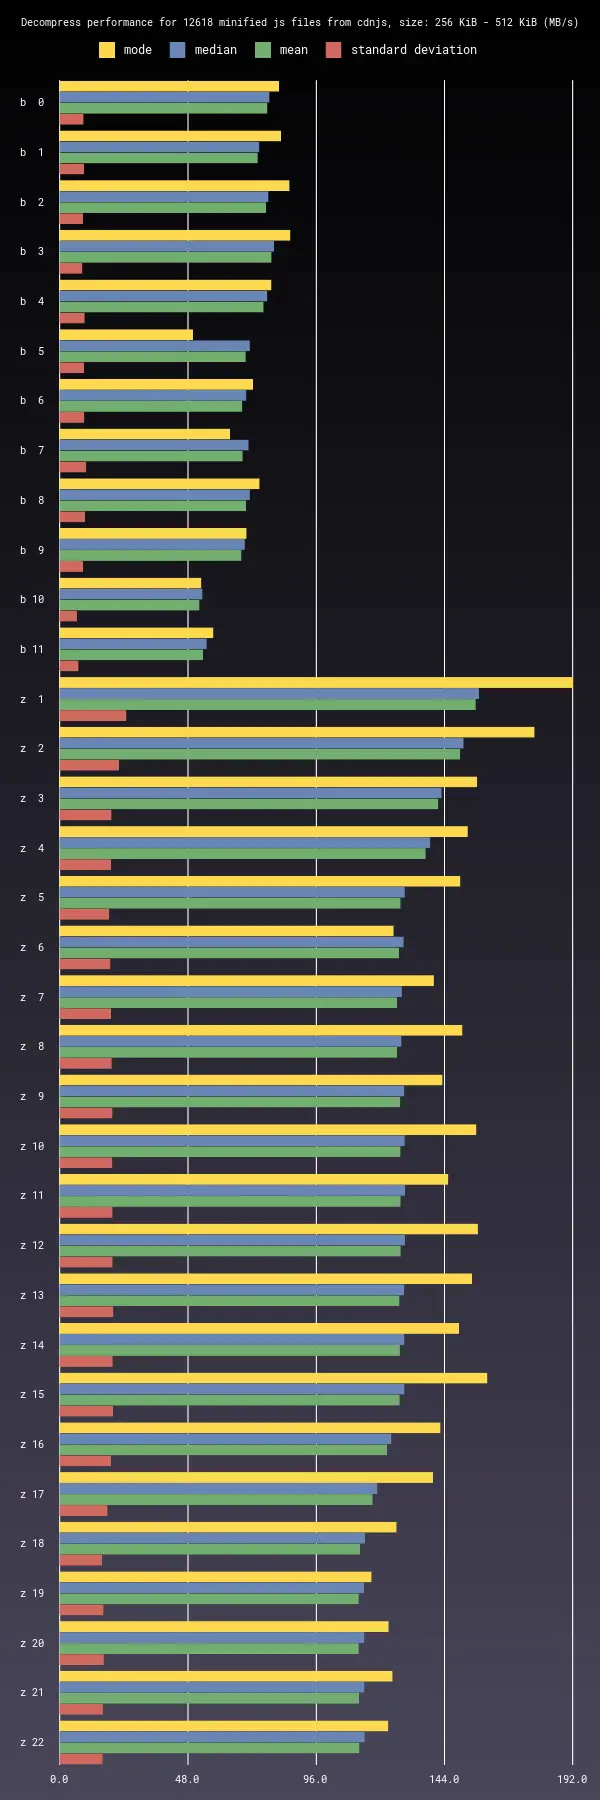 Decompress performance for 12618 minified js files from cdnjs, size: 256 KiB - 512 KiB (MB/s)
mode median mean standard deviation
b 0
b 1
b 2
b 3
b 4
b 5
b 6
b 7
b 8
b 9
b 10
b 11
z 1
z 2
z 3
z 4
z 5
z 6
z 7
z 8
z 9
z 10
z 11
z 12
z 13
z 14
z 15
z 16
z 17
z 18
z 19
z 20
z 21
z 22
0.0 48.0 96.0 144.0 192.0